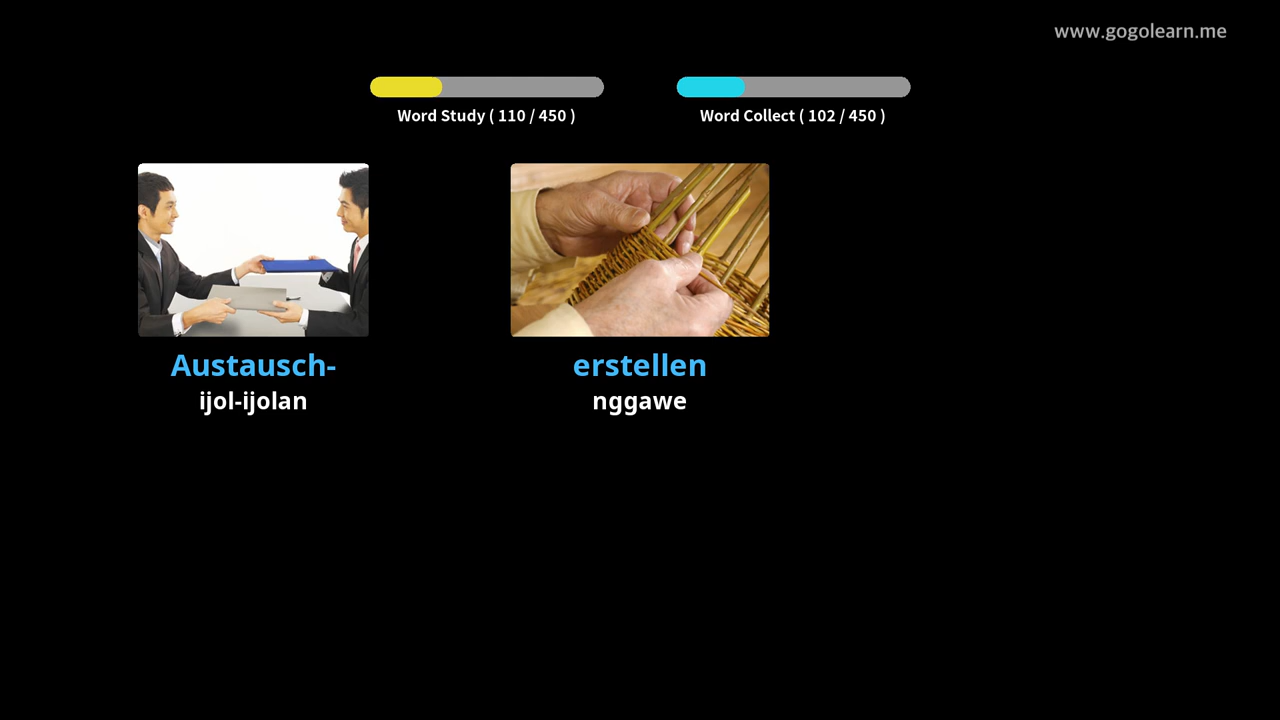 www.gogolearn.me
Word Study ( 110 / 450 )
Word Collect ( 102 / 450 )
Austausch-
ijol-ijolan
erstellen
nggawe